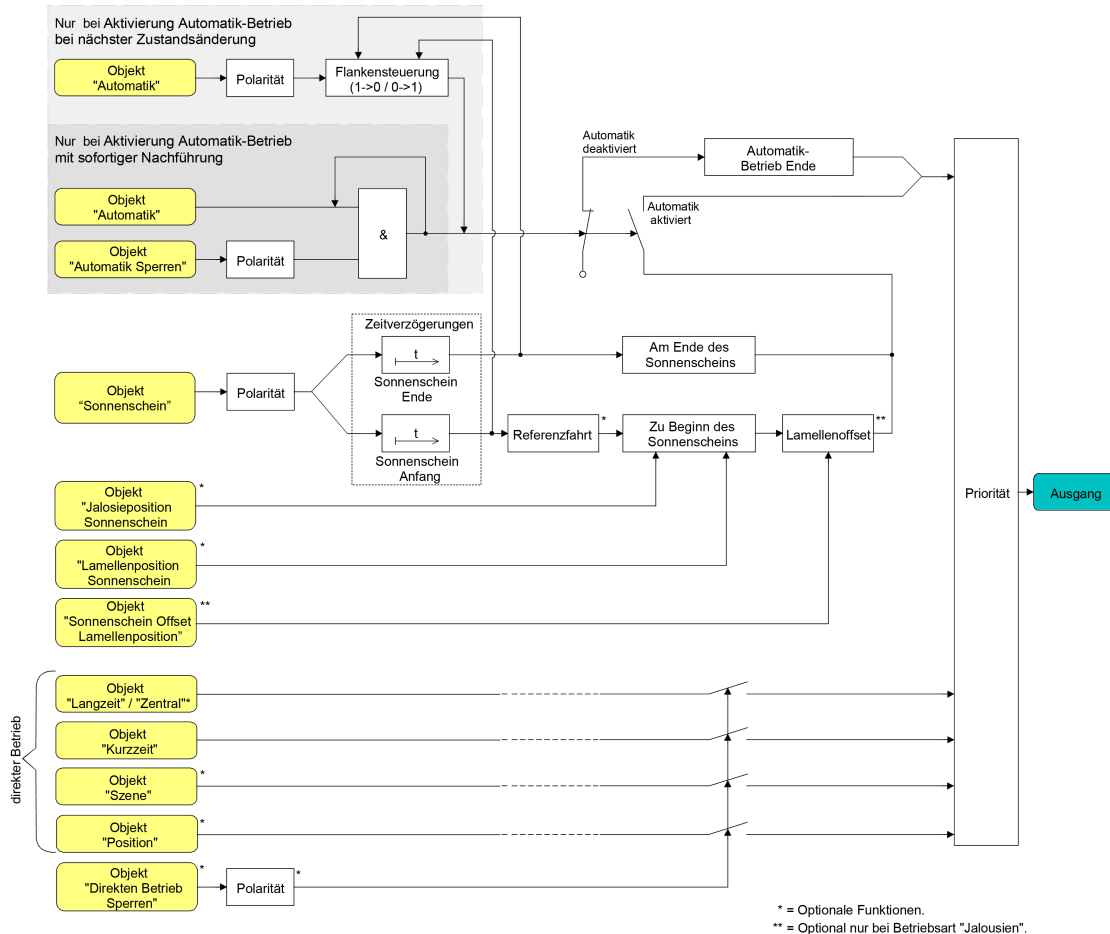 Nur bei Aktivierung Automatik-Betrieb
bei nächster Zustandsänderung
Objekt
"Automatik"
Polarität
Flankensteuerung
(1->0 / 0->1)
Nur bei Aktivierung Automatik-Betrieb
mit sofortiger Nachführung
Objekt
"Automatik"
Objekt
"Automatik Sperren"
Polarität
&
Automatik
deaktiviert
Automatik-
Betrieb Ende
Automatik
aktiviert
Zeitverzögerungen
t
Sonnenschein
Ende
Am Ende des
Sonnenscheins
Objekt
“Sonnenschein”
Polarität
t
Sonnenschein
Anfang
Referenzfahrt
*
Zu Beginn des
Sonnenscheins
Lamellenoffset
**
Objekt
"Jalosieposition
Sonnenschein
*
Objekt
"Lamellenposition
Sonnenschein
*
Objekt
"Sonnenschein Offset
Lamellenposition”
**
Priorität
Ausgang
direkter Betrieb
Objekt
"Langzeit" / "Zentral"*
Objekt
"Kurzzeit"
Objekt
"Szene"
*
Objekt
"Position"
*
Objekt
"Direkten Betrieb
Sperren"
*
Polarität
*
* = Optionale Funktionen.
** = Optional nur bei Betriebsart "Jalousien".